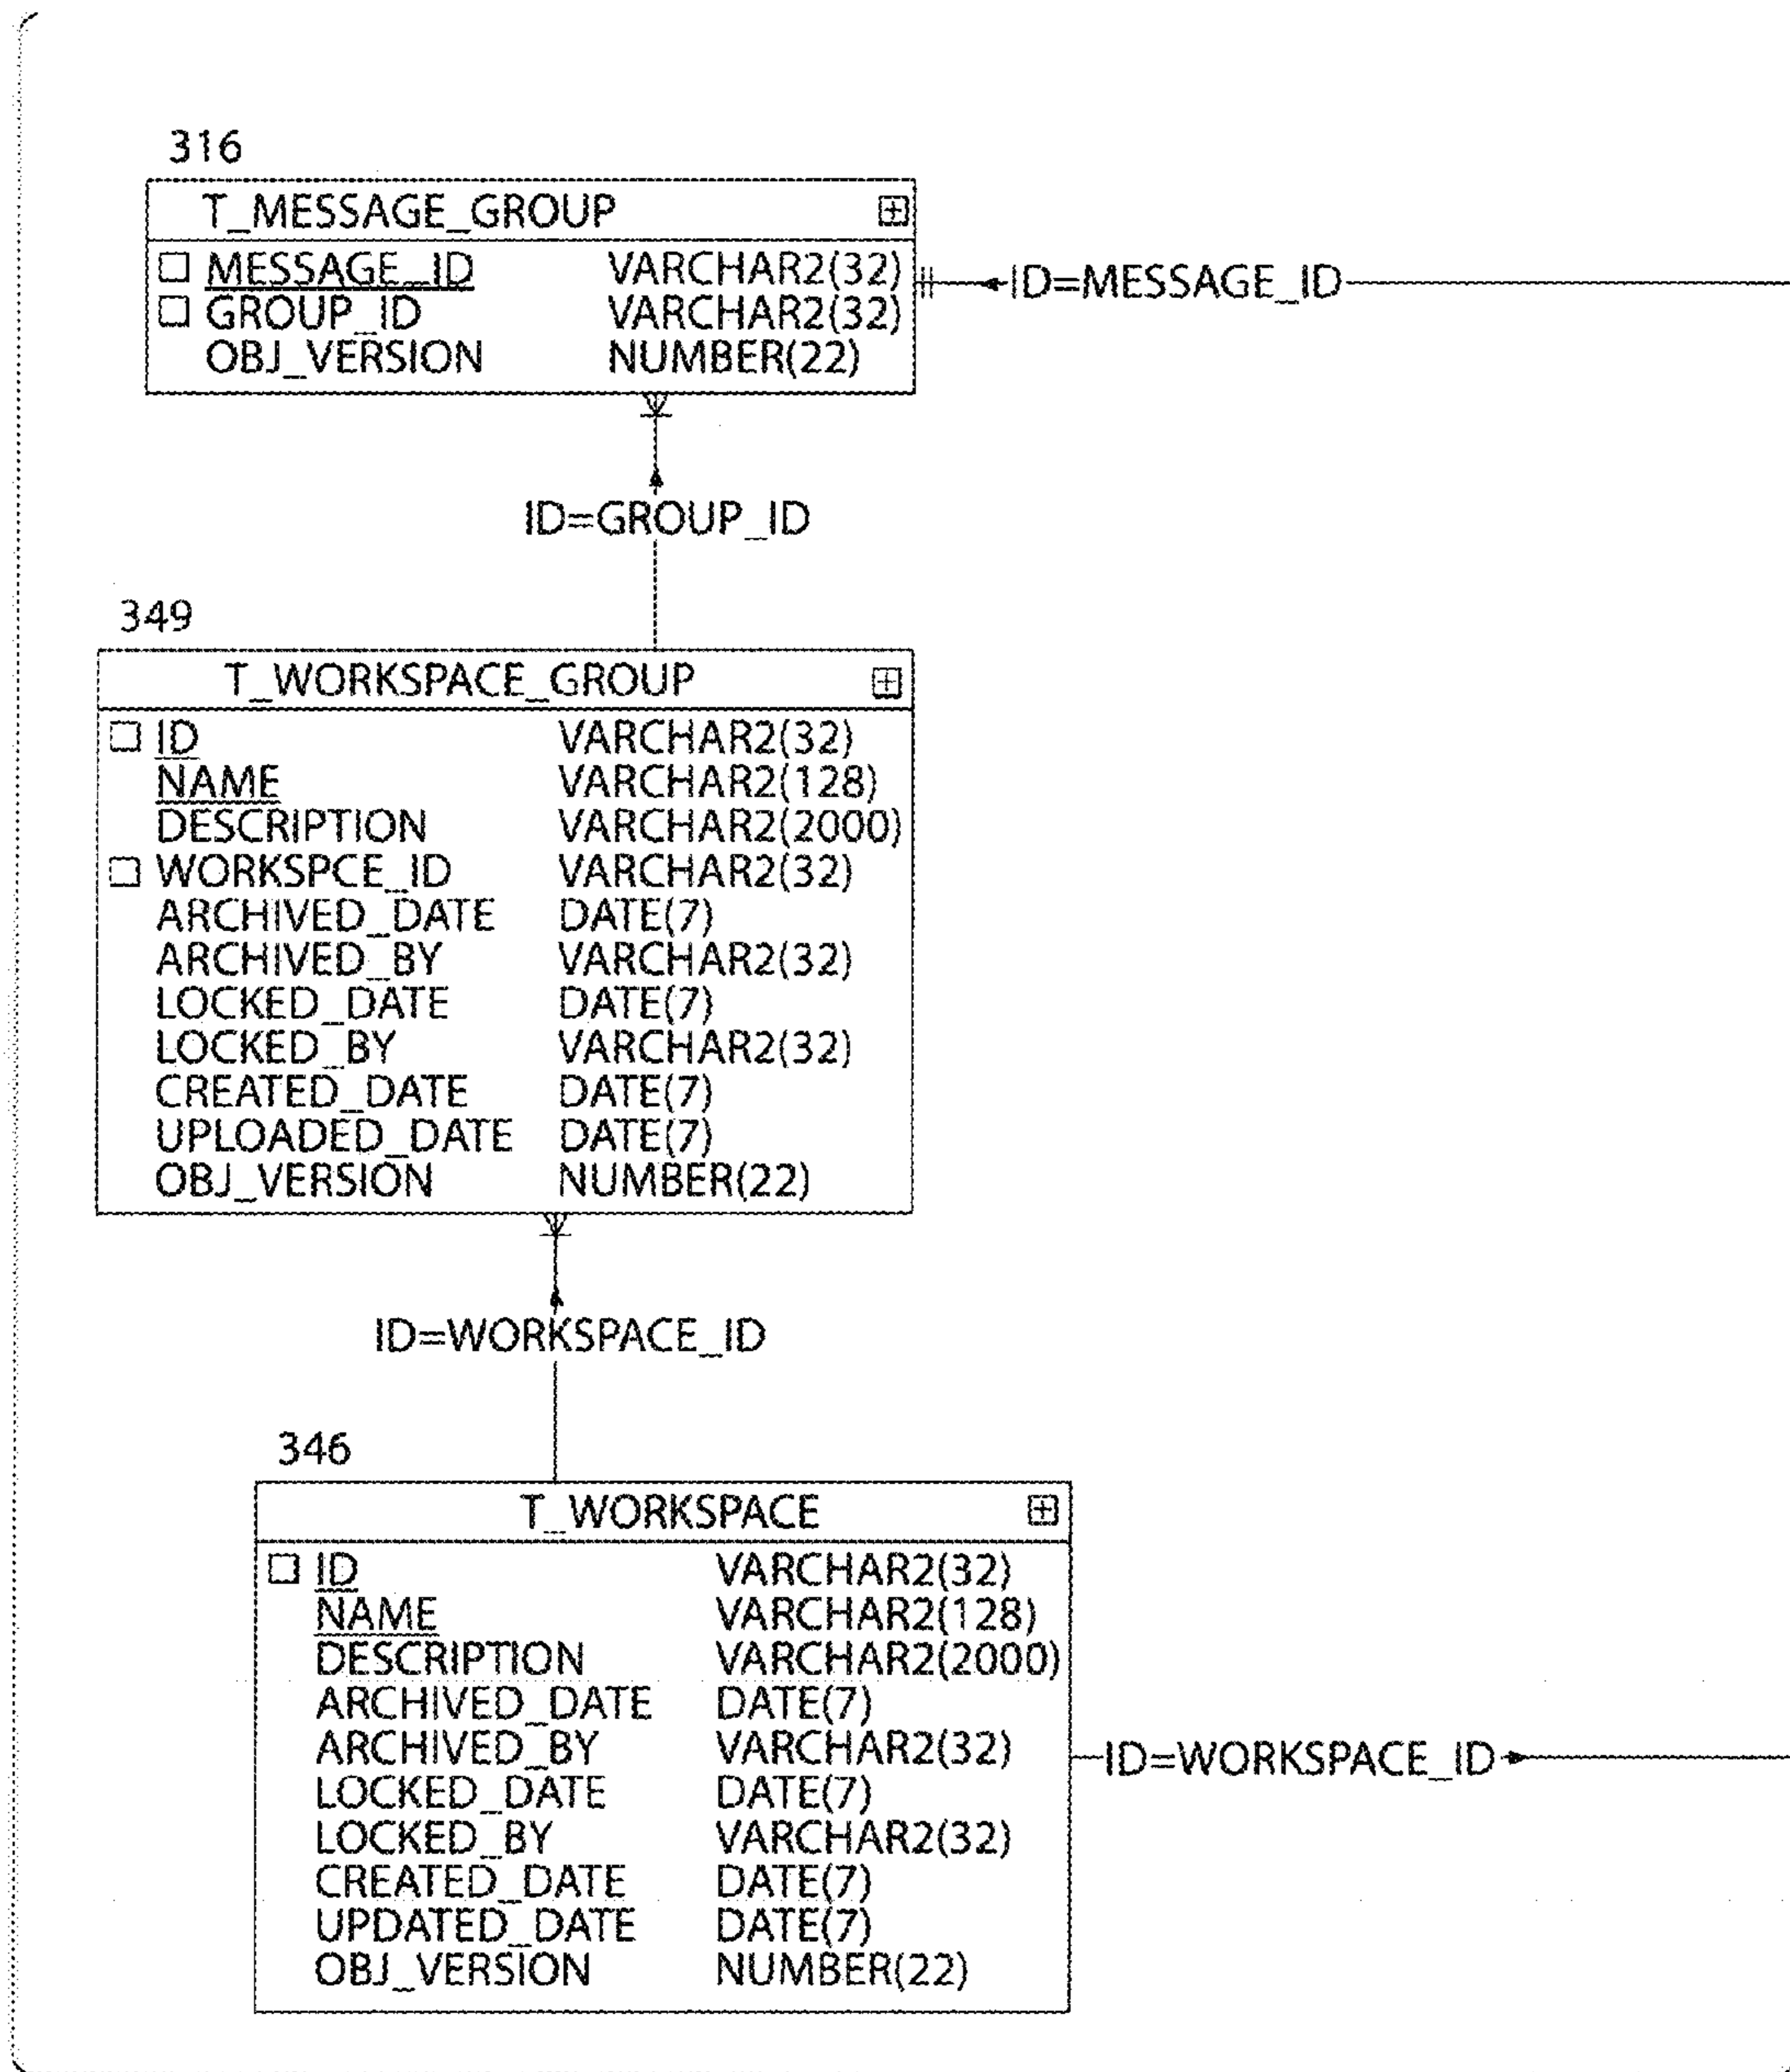 316
T_MESSAGE_GROUP
MESSAGE_ID VARCHAR2(32)
GROUP_ID VARCHAR2(32)
OBJ_VERSION NUMBER(22)
ID=MESSAGE_ID
ID=GROUP_ID
349
T_WORKSPACE_GROUP
ID VARCHAR2(32)
NAME VARCHAR2(128)
DESCRIPTION VARCHAR2(2000)
WORKSPCE_ID VARCHAR2(32)
ARCHIVED_DATE DATE(7)
ARCHIVED_BY VARCHAR2(32)
LOCKED_DATE DATE(7)
LOCKED_BY VARCHAR2(32)
CREATED_DATE DATE(7)
UPLOADED_DATE DATE(7)
OBJ_VERSION NUMBER(22)
ID=WORKSPACE_ID
346
T_WORKSPACE
ID VARCHAR2(32)
NAME VARCHAR2(128)
DESCRIPTION VARCHAR2(2000)
ARCHIVED_DATE DATE(7)
ARCHIVED_BY VARCHAR2(32)
LOCKED_DATE DATE(7)
LOCKED_BY VARCHAR2(32)
CREATED_DATE DATE(7)
UPDATED_DATE DATE(7)
OBJ_VERSION NUMBER(22)
ID=WORKSPACE_ID